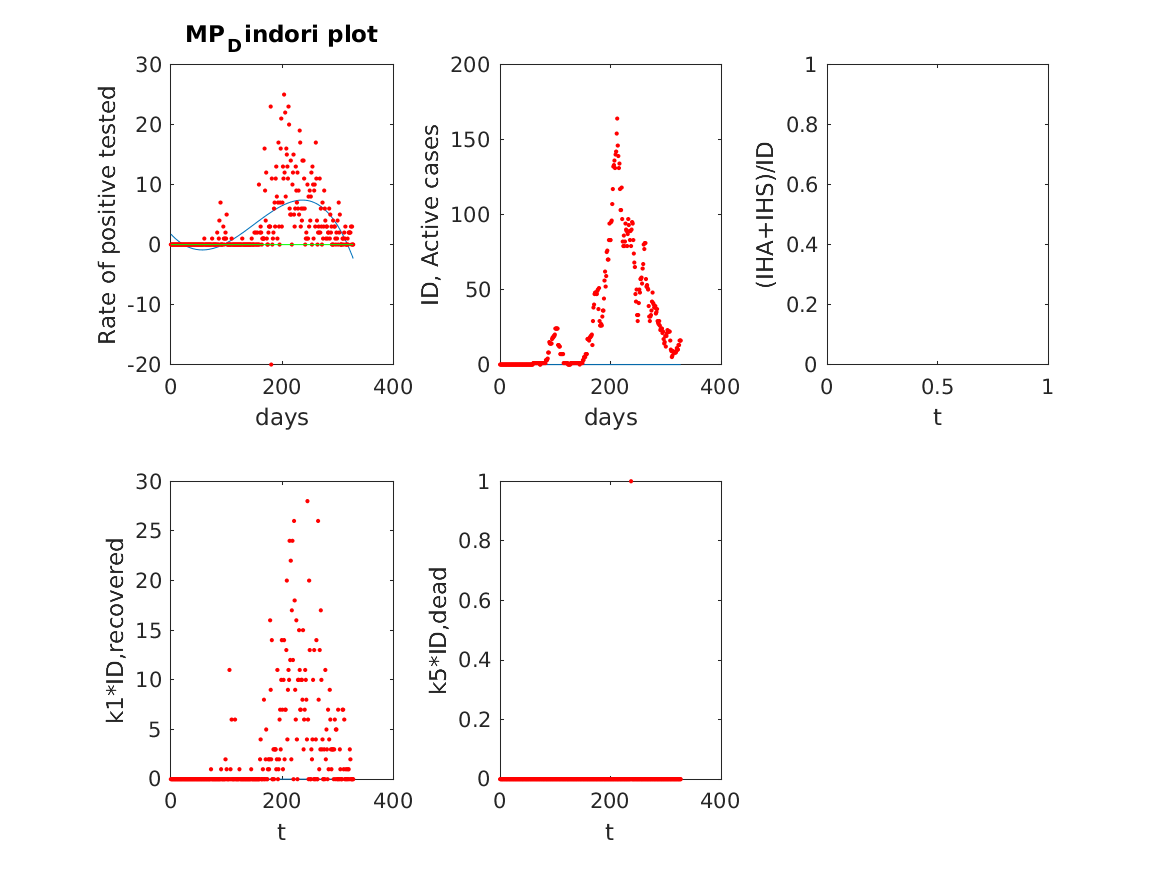 MP_Dindori plot
30
20
10
0
-10
-20
Rate of positive tested
0 200 400
days
200
150
100
50
0
ID, Active cases
0 200 400
days
1
0.8
0.6
0.4
0.2
0
(IHA+IHS)/ID
0 0.5 1
t
30
25
20
15
10
5
0
k1*ID,recovered
0 200 400
t
1
0.8
0.6
0.4
0.2
0
k5*ID,dead
0 200 400
t